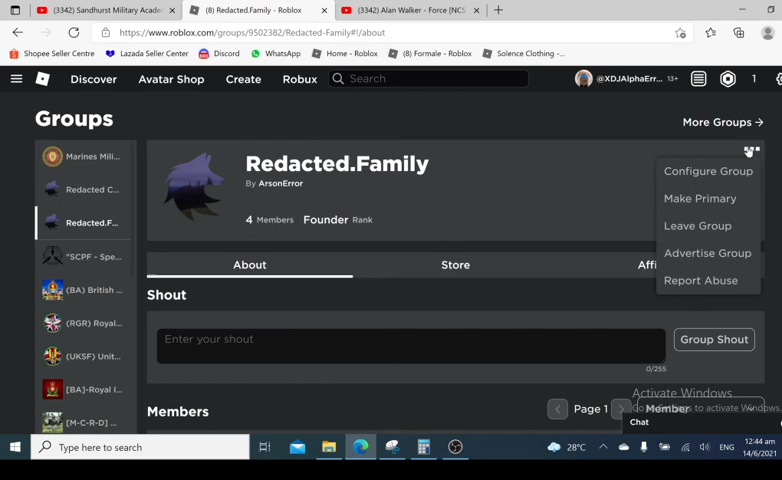 (3342) Sandhurst Military Acade
(8) Redacted.Family - Roblox
(3342) Alan Walker - Force [NCS
https://www.roblox.com/groups/9502382/Redacted-Family#!/about
Shopee Seller Centre
Lazada Seller Center
Discord
WhatsApp
Home - Roblox
(8) Formale - Roblox
Solence Clothing -...
Discover
Avatar Shop
Create
Robux
Search
@XDJAlphaErr...
13+
1
Groups
More Groups
Marines Mili...
Redacted C...
Redacted.F...
"SCPF - Spe...
(BA) British ...
(RGR) Royal...
(UKSF) Unit...
[BA]-Royal I...
[M-C-R-D] ...
Redacted.Family
By ArsonError
4 Members
Founder Rank
Configure Group
Make Primary
Leave Group
Advertise Group
Report Abuse
About
Store
Affi
Shout
Enter your shout
Group Shout
0/255
Members
Page 1
Member
Activate Windows
to activate Windows.
Chat
Type here to search
28°C
ENG
12:44 am
14/6/2021